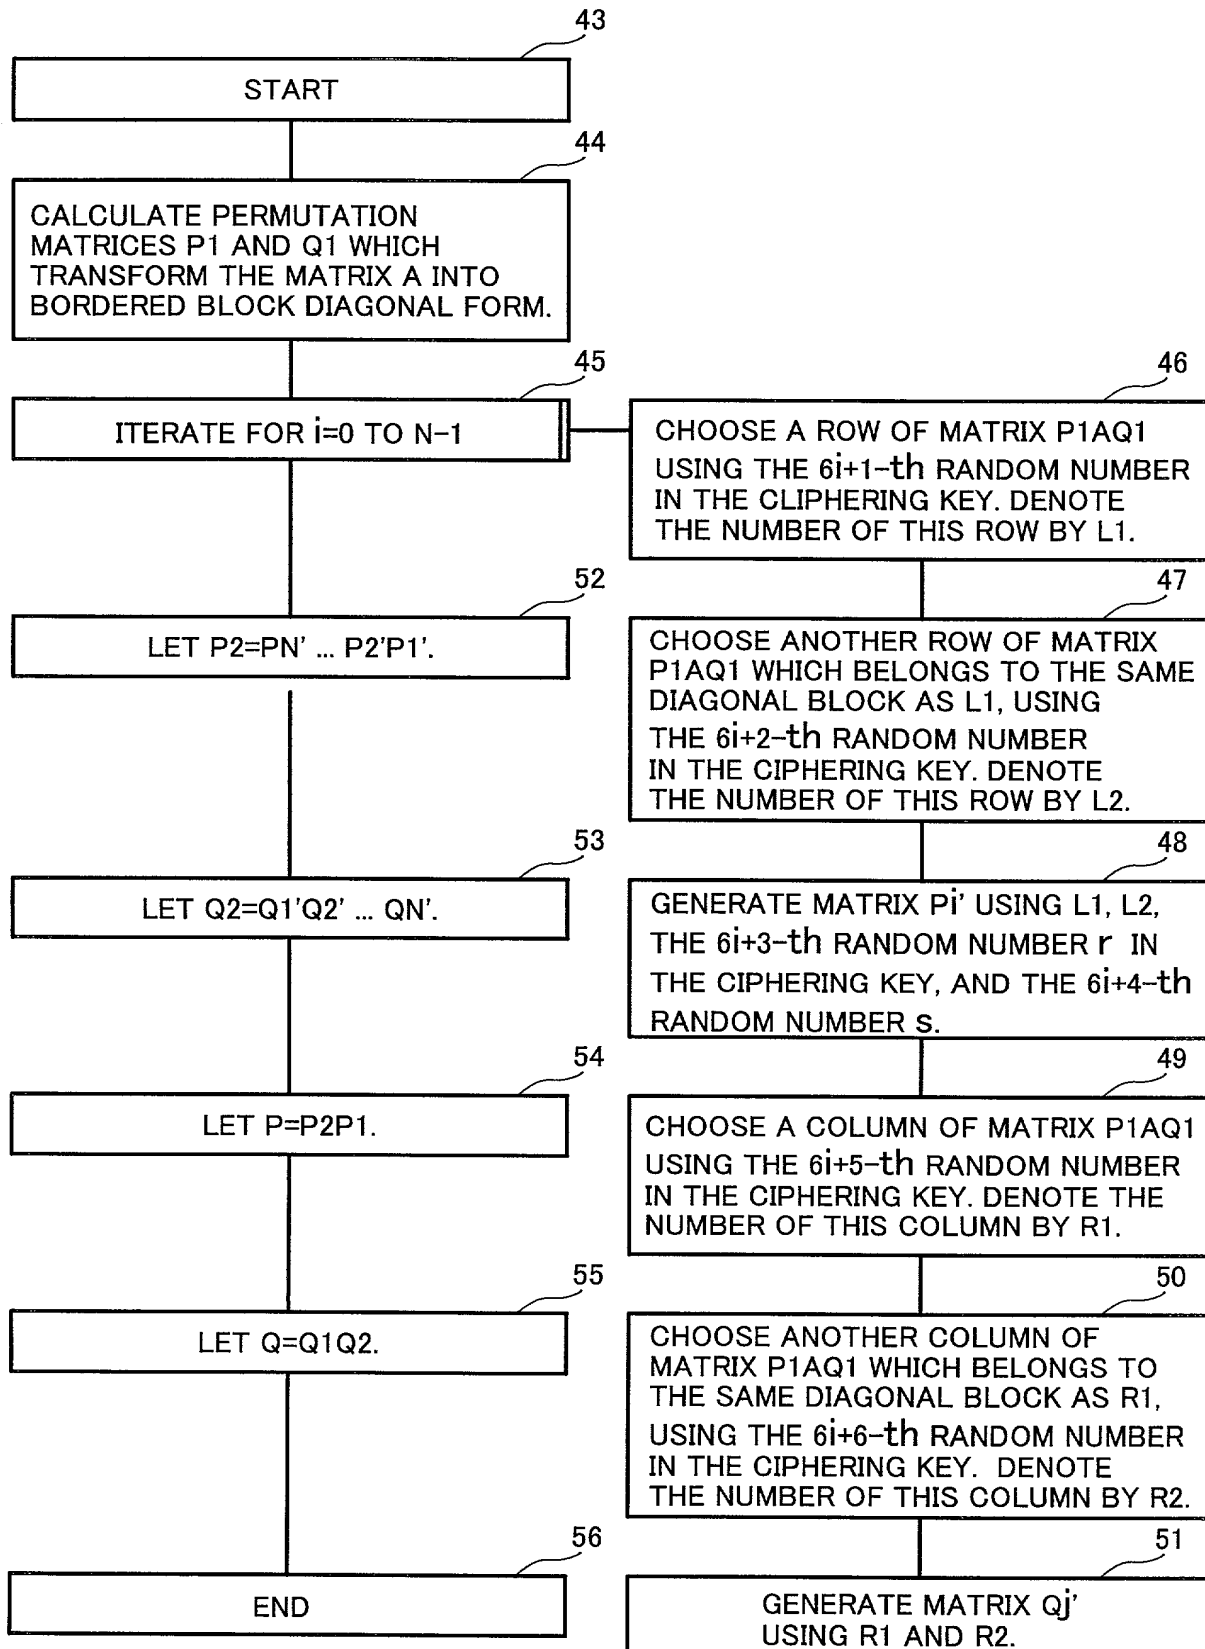 43
START
44
CALCULATE PERMUTATION
MATRICES P1 AND Q1 WHICH
TRANSFORM THE MATRIX A INTO
BORDERED BLOCK DIAGONAL FORM.
45
ITERATE FOR i=0 TO N-1
46
CHOOSE A ROW OF MATRIX P1AQ1
USING THE 6i+1-th RANDOM NUMBER
IN THE CLIPHERING KEY. DENOTE
THE NUMBER OF THIS ROW BY L1.
47
CHOOSE ANOTHER ROW OF MATRIX
P1AQ1 WHICH BELONGS TO THE SAME
DIAGONAL BLOCK AS L1, USING
THE 6i+2-th RANDOM NUMBER
IN THE CIPHERING KEY. DENOTE
THE NUMBER OF THIS ROW BY L2.
48
GENERATE MATRIX Pi' USING L1, L2,
THE 6i+3-th RANDOM NUMBER r IN
THE CIPHERING KEY, AND THE 6i+4-th
RANDOM NUMBER s.
49
CHOOSE A COLUMN OF MATRIX P1AQ1
USING THE 6i+5-th RANDOM NUMBER
IN THE CIPHERING KEY. DENOTE THE
NUMBER OF THIS COLUMN BY R1.
50
CHOOSE ANOTHER COLUMN OF
MATRIX P1AQ1 WHICH BELONGS TO
THE SAME DIAGONAL BLOCK AS R1,
USING THE 6i+6-th RANDOM NUMBER
IN THE CIPHERING KEY. DENOTE
THE NUMBER OF THIS COLUMN BY R2.
51
GENERATE MATRIX Qj'
USING R1 AND R2.
52
LET P2=PN' ... P2'P1'.
53
LET Q2=Q1'Q2' ... QN'.
54
LET P=P2P1.
55
LET Q=Q1Q2.
56
END